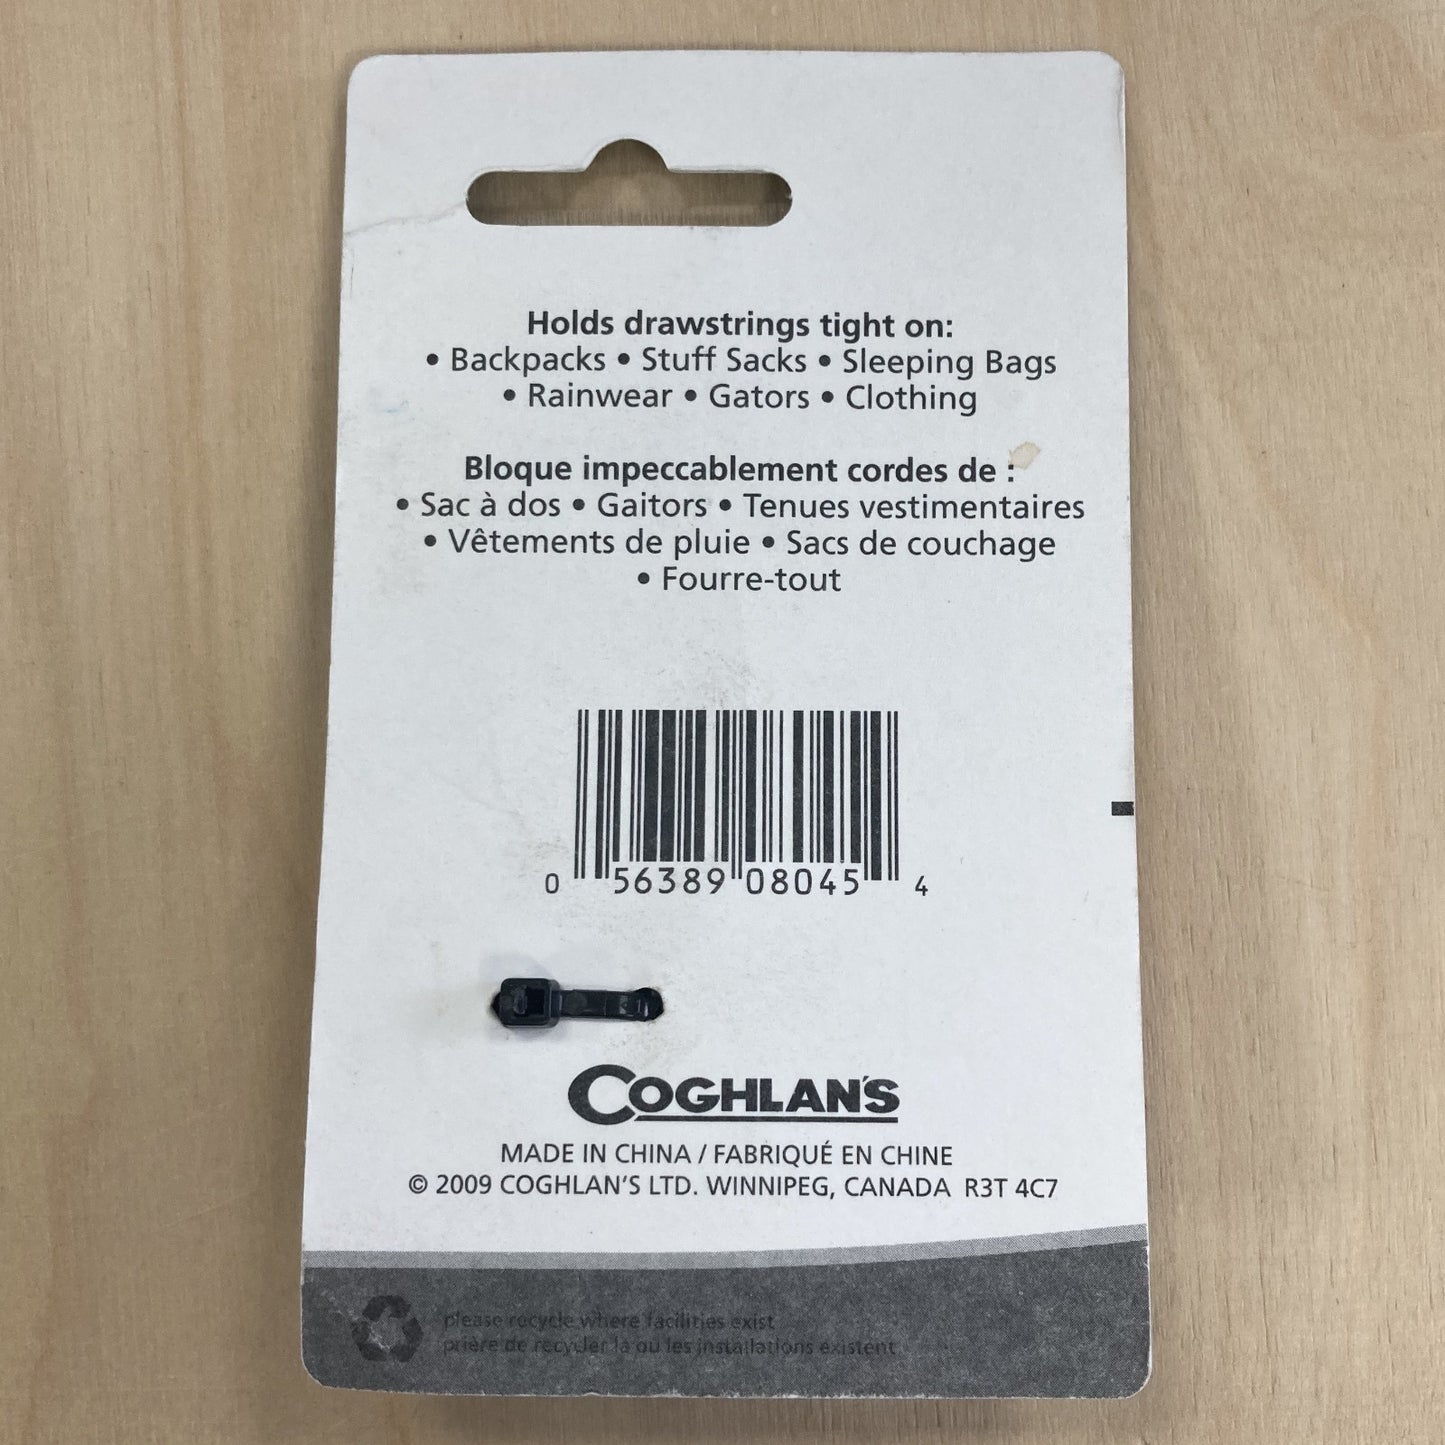 Holds drawstrings tight on:
• Backpacks • Stuff Sacks • Sleeping Bags
• Rainwear • Gators • Clothing
Bloque impeccablement cordes de :
• Sac à dos • Gaitors • Tenues vestimentaires
• Vêtements de pluie • Sacs de couchage
• Fourre-tout
0 56389 08045 4
COGHLAN'S
MADE IN CHINA / FABRIQUÉ EN CHINE
© 2009 COGHLAN'S LTD. WINNIPEG, CANADA R3T 4C7
please recycle where facilities exist
prière de recycler là où les installations existent